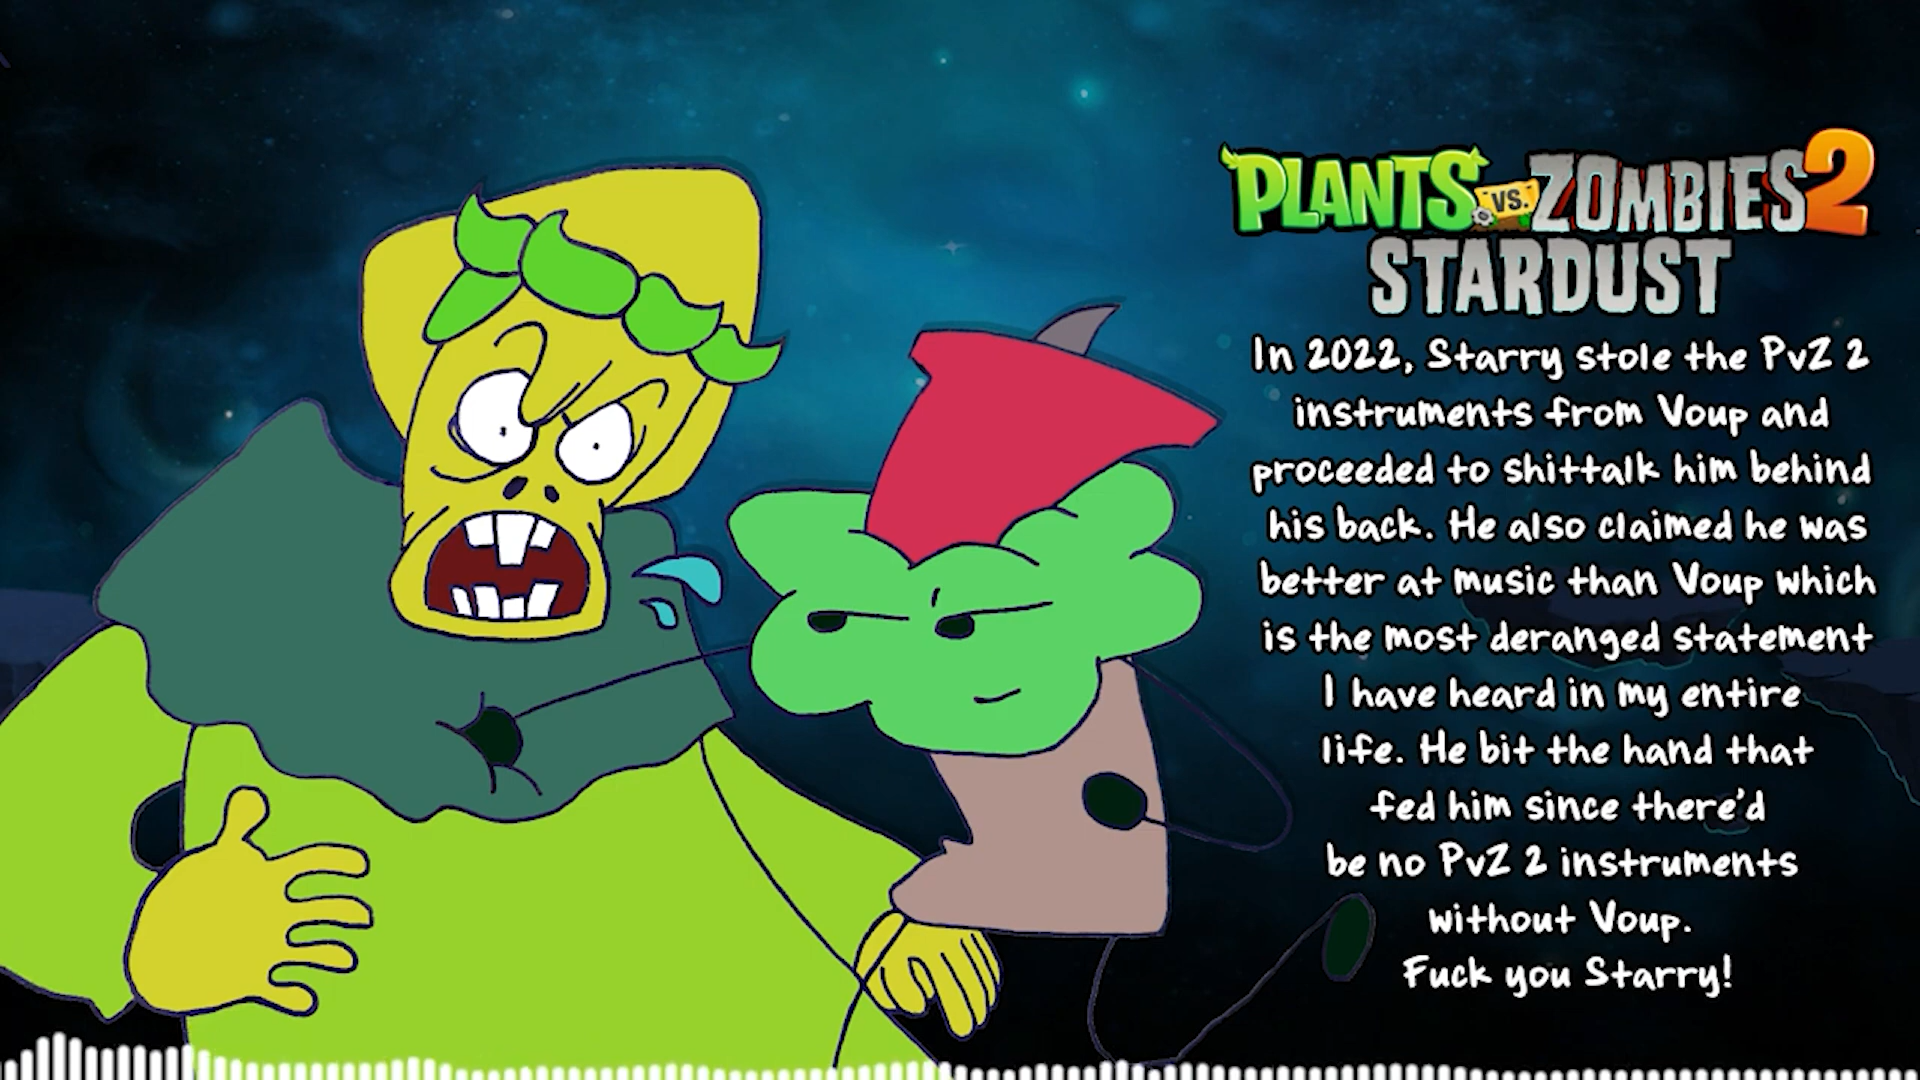 PLANTS VS. ZOMBIES 2
STARDUST
In 2022, Starry stole the PvZ 2
instruments from Voup and
proceeded to shittalk him behind
his back. He also claimed he was
better at music than Voup which
is the most deranged statement
I have heard in my entire
life. He bit the hand that
fed him since there'd
be no PvZ 2 instruments
without Voup.
Fuck you Starry!